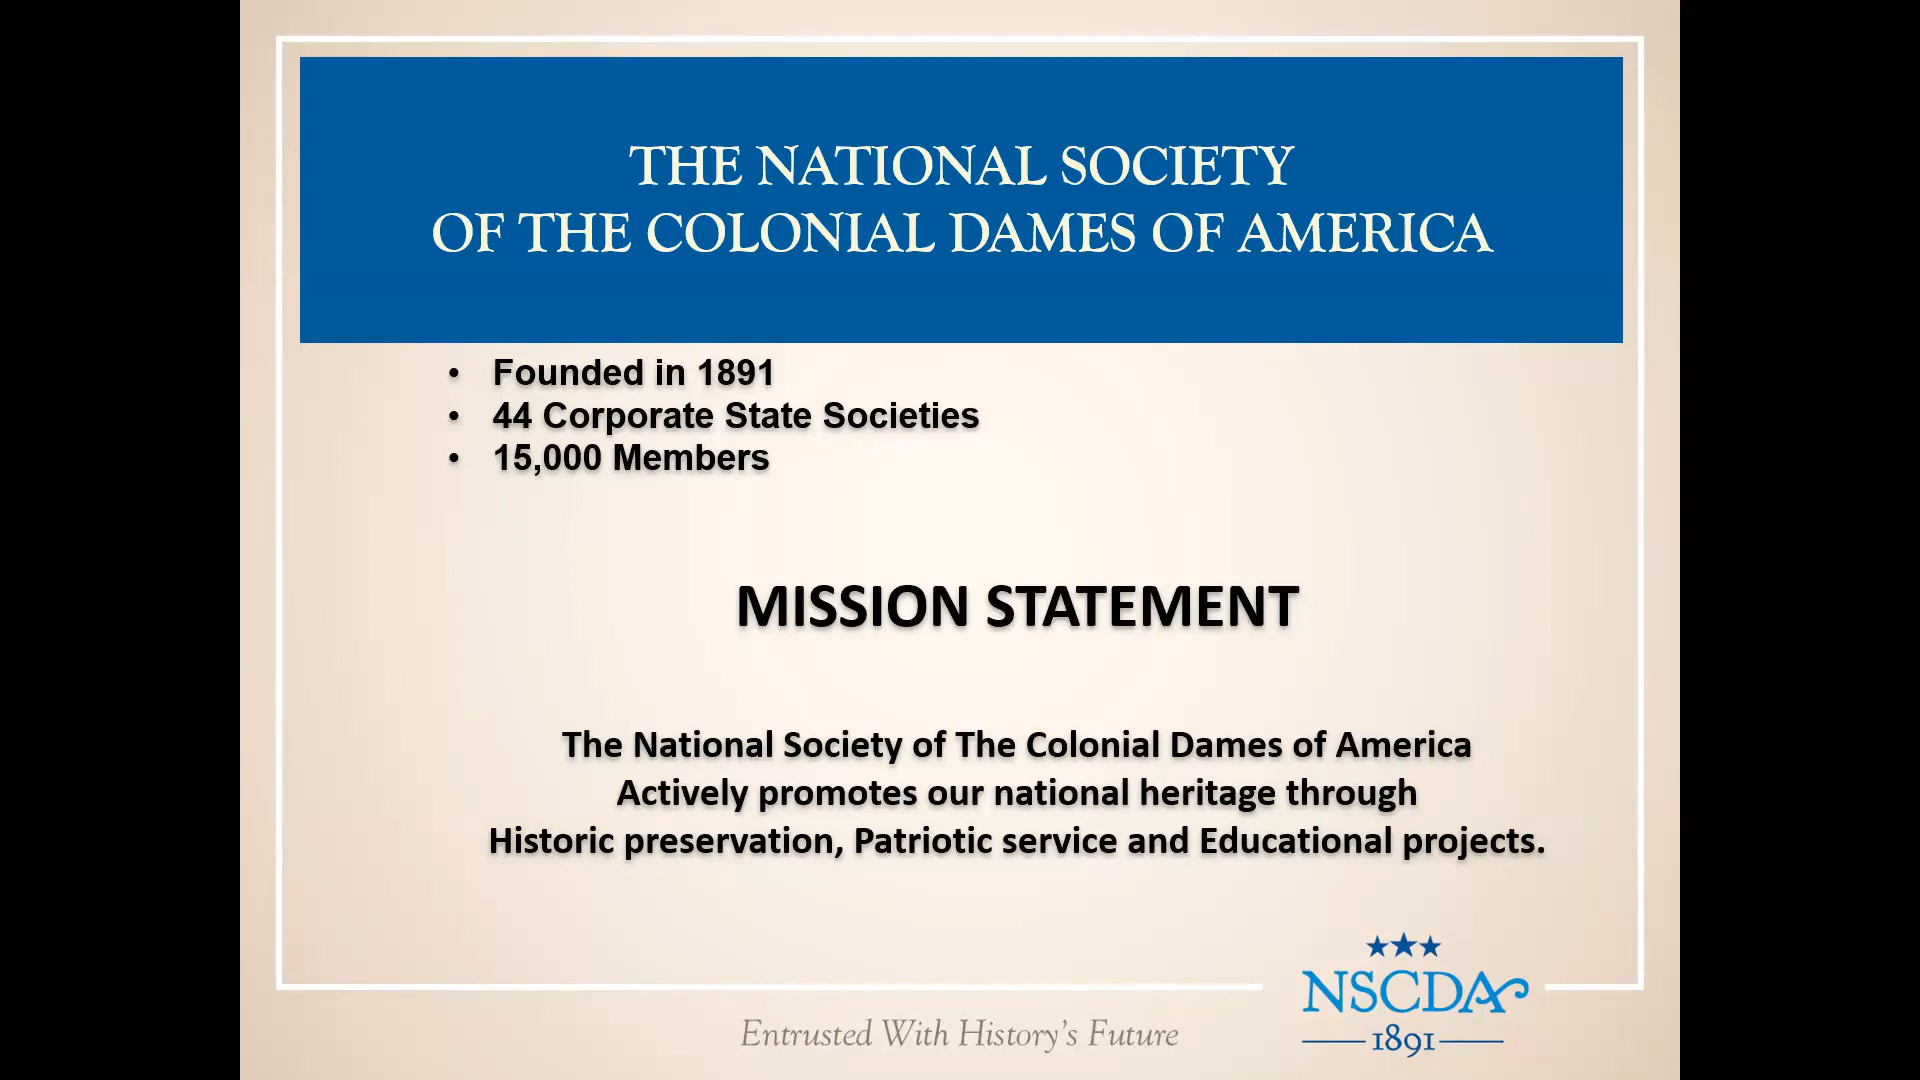 THE NATIONAL SOCIETY
OF THE COLONIAL DAMES OF AMERICA
• Founded in 1891
• 44 Corporate State Societies
• 15,000 Members
MISSION STATEMENT
The National Society of The Colonial Dames of America
Actively promotes our national heritage through
Historic preservation, Patriotic service and Educational projects.
NSCDA
1891
Entrusted With History's Future